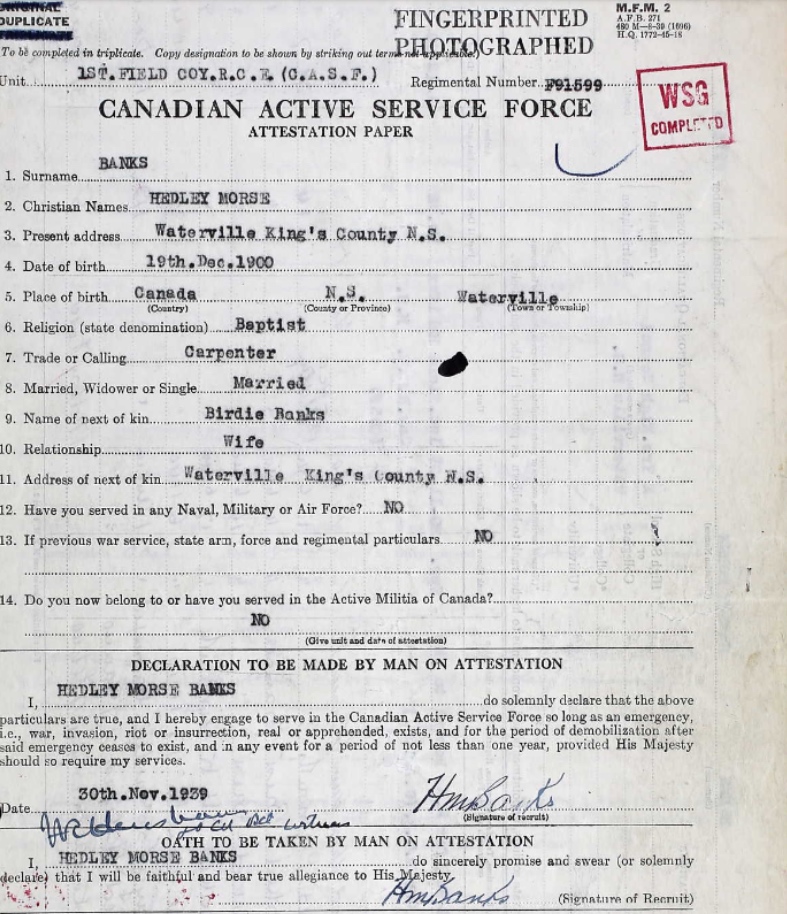 ORIGINAL
DUPLICATE
FINGERPRINTED
PHOTOGRAPHED
M.F.M. 2
A.F.B. 271
H.Q. 1772-45-18
To be completed in triplicate. Copy designation to be shown by striking out terms not applicable.)
Unit 1ST.FIELD COY.R.C.E.(C.A.S.F.) Regimental Number F91599
WSG
COMPLETED
CANADIAN ACTIVE SERVICE FORCE
ATTESTATION PAPER
1. Surname BANKS
2. Christian Names HEDLEY MORSE
3. Present address Waterville King's County N.S.
4. Date of birth 19th.Dec.1900
5. Place of birth Canada N.S. Waterville
(Country) (County or Province) (Town or Township)
6. Religion (state denomination) Baptist
7. Trade or Calling Carpenter
8. Married, Widower or Single Married
9. Name of next of kin Birdie Banks
10. Relationship Wife
11. Address of next of kin Waterville King's County N.S.
12. Have you served in any Naval, Military or Air Force? NO
13. If previous war service, state arm, force and regimental particulars NO
14. Do you now belong to or have you served in the Active Militia of Canada?
NO
(Give unit and date of attestation)
DECLARATION TO BE MADE BY MAN ON ATTESTATION
I, HEDLEY MORSE BANKS do solemnly declare that the above
particulars are true, and I hereby engage to serve in the Canadian Active Service Force so long as an emergency,
i.e., war, invasion, riot or insurrection, real or apprehended, exists, and for the period of demobilization after
said emergency ceases to exist, and in any event for a period of not less than one year, provided His Majesty
should so require my services.
Date 30th.Nov.1939 HmBanks
(Signature of recruit)
witness
OATH TO BE TAKEN BY MAN ON ATTESTATION
I, HEDLEY MORSE BANKS do sincerely promise and swear (or solemnly
declare) that I will be faithful and bear true allegiance to His Majesty.
HmBanks (Signature of Recruit)